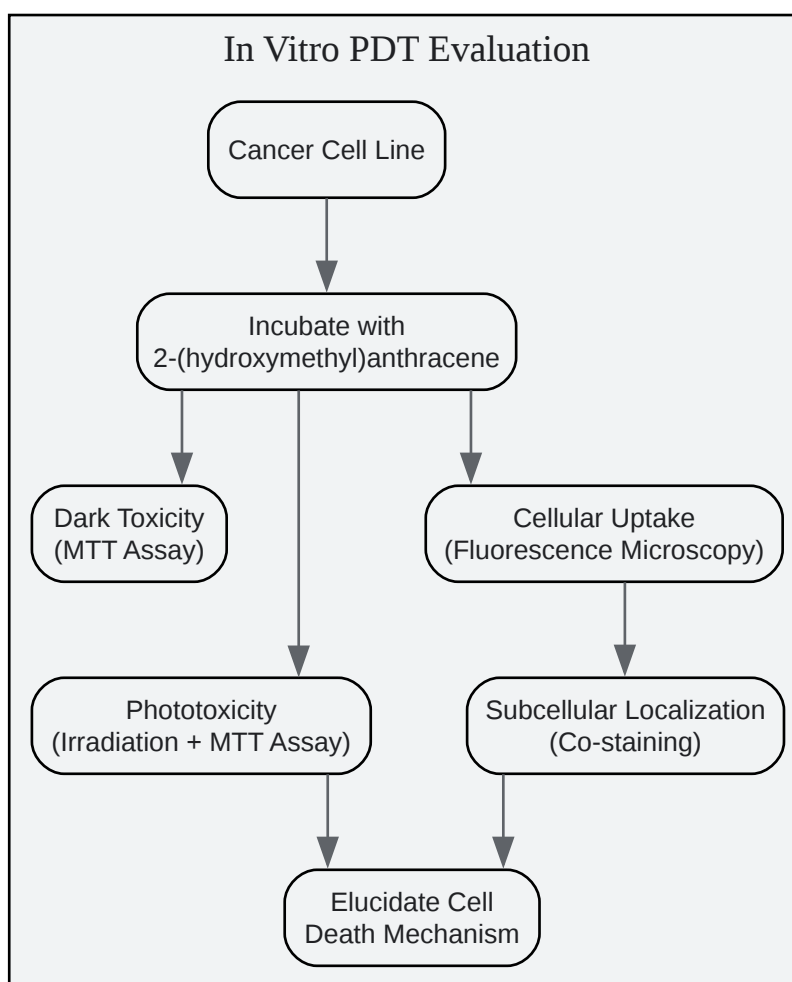 In Vitro PDT Evaluation
Cancer Cell Line
Incubate with
2-(hydroxymethyl)anthracene
Dark Toxicity
(MTT Assay)
Cellular Uptake
(Fluorescence Microscopy)
Phototoxicity
(Irradiation + MTT Assay)
Subcellular Localization
(Co-staining)
Elucidate Cell
Death Mechanism